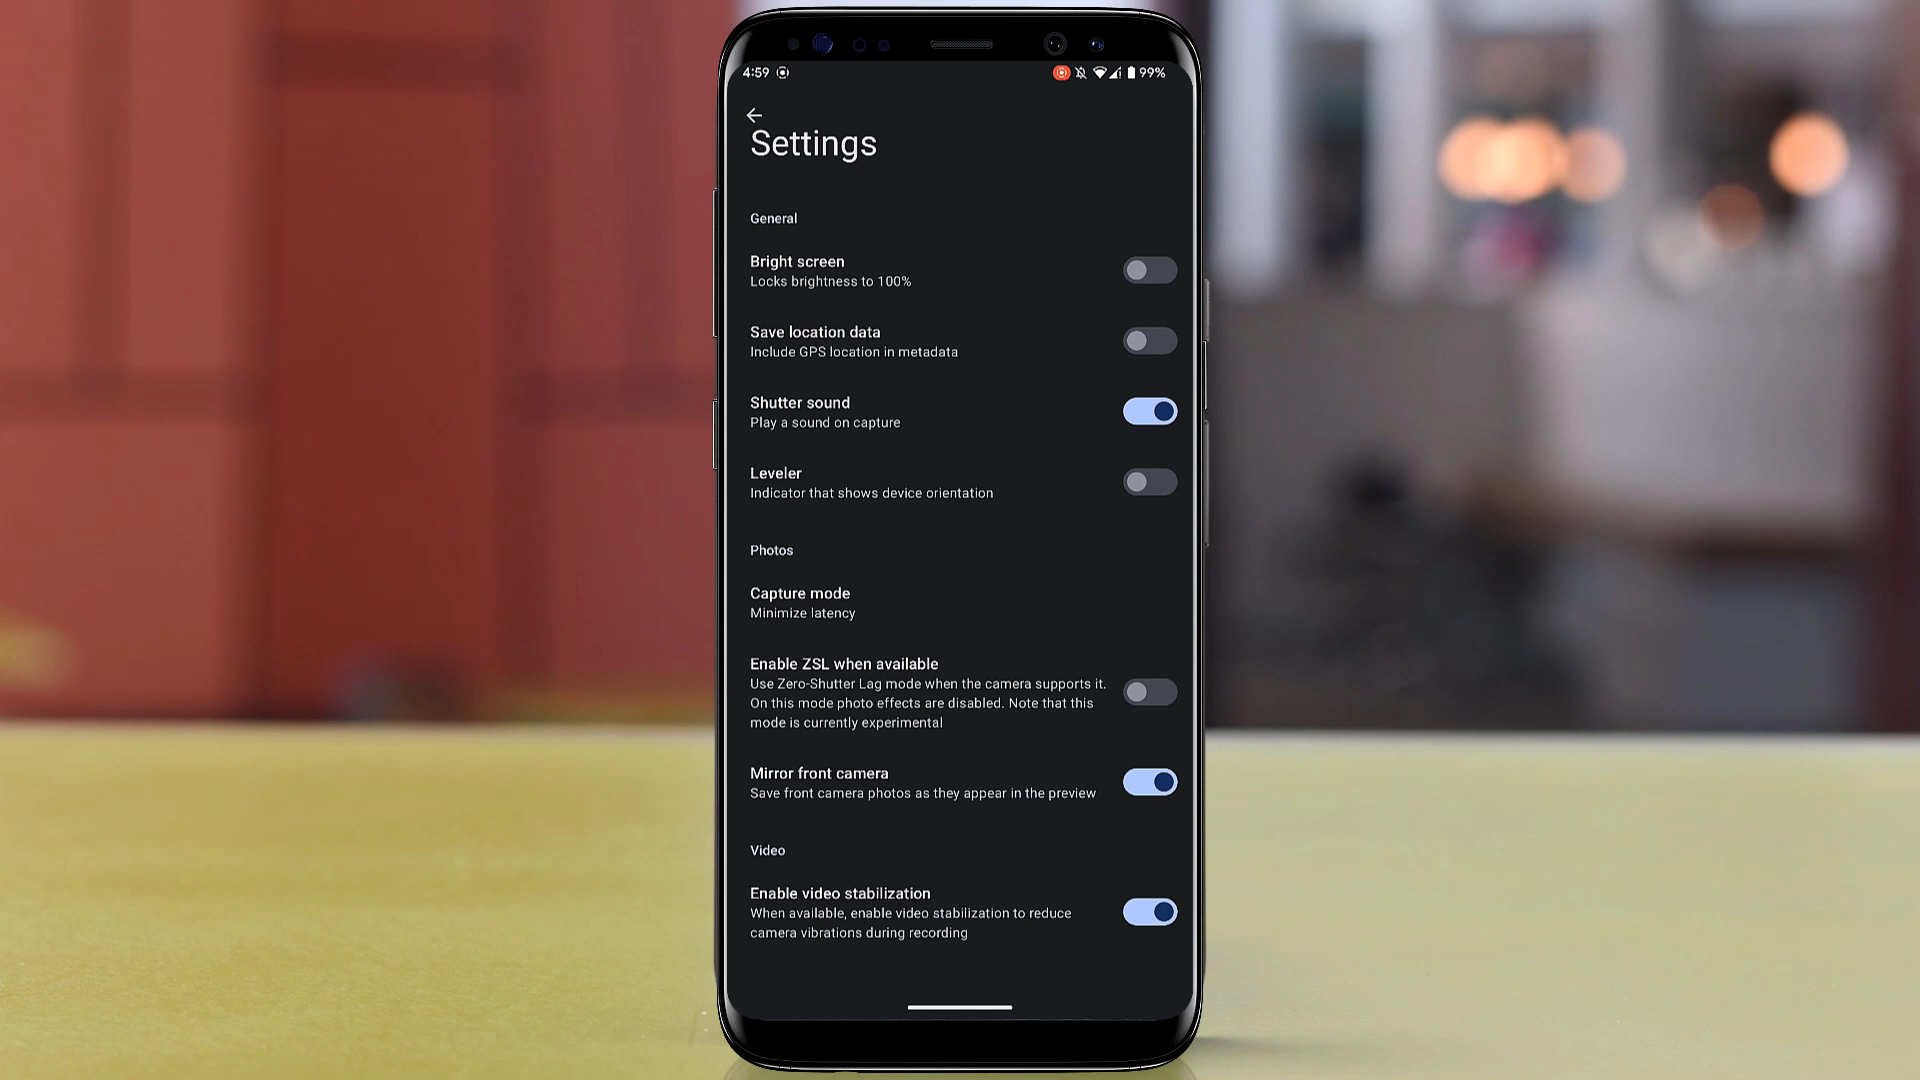 4:59
99%
Settings
General
Bright screen
Locks brightness to 100%
Save location data
Include GPS location in metadata
Shutter sound
Play a sound on capture
Leveler
Indicator that shows device orientation
Photos
Capture mode
Minimize latency
Enable ZSL when available
Use Zero-Shutter Lag mode when the camera supports it.
On this mode photo effects are disabled. Note that this
mode is currently experimental
Mirror front camera
Save front camera photos as they appear in the preview
Video
Enable video stabilization
When available, enable video stabilization to reduce
camera vibrations during recording